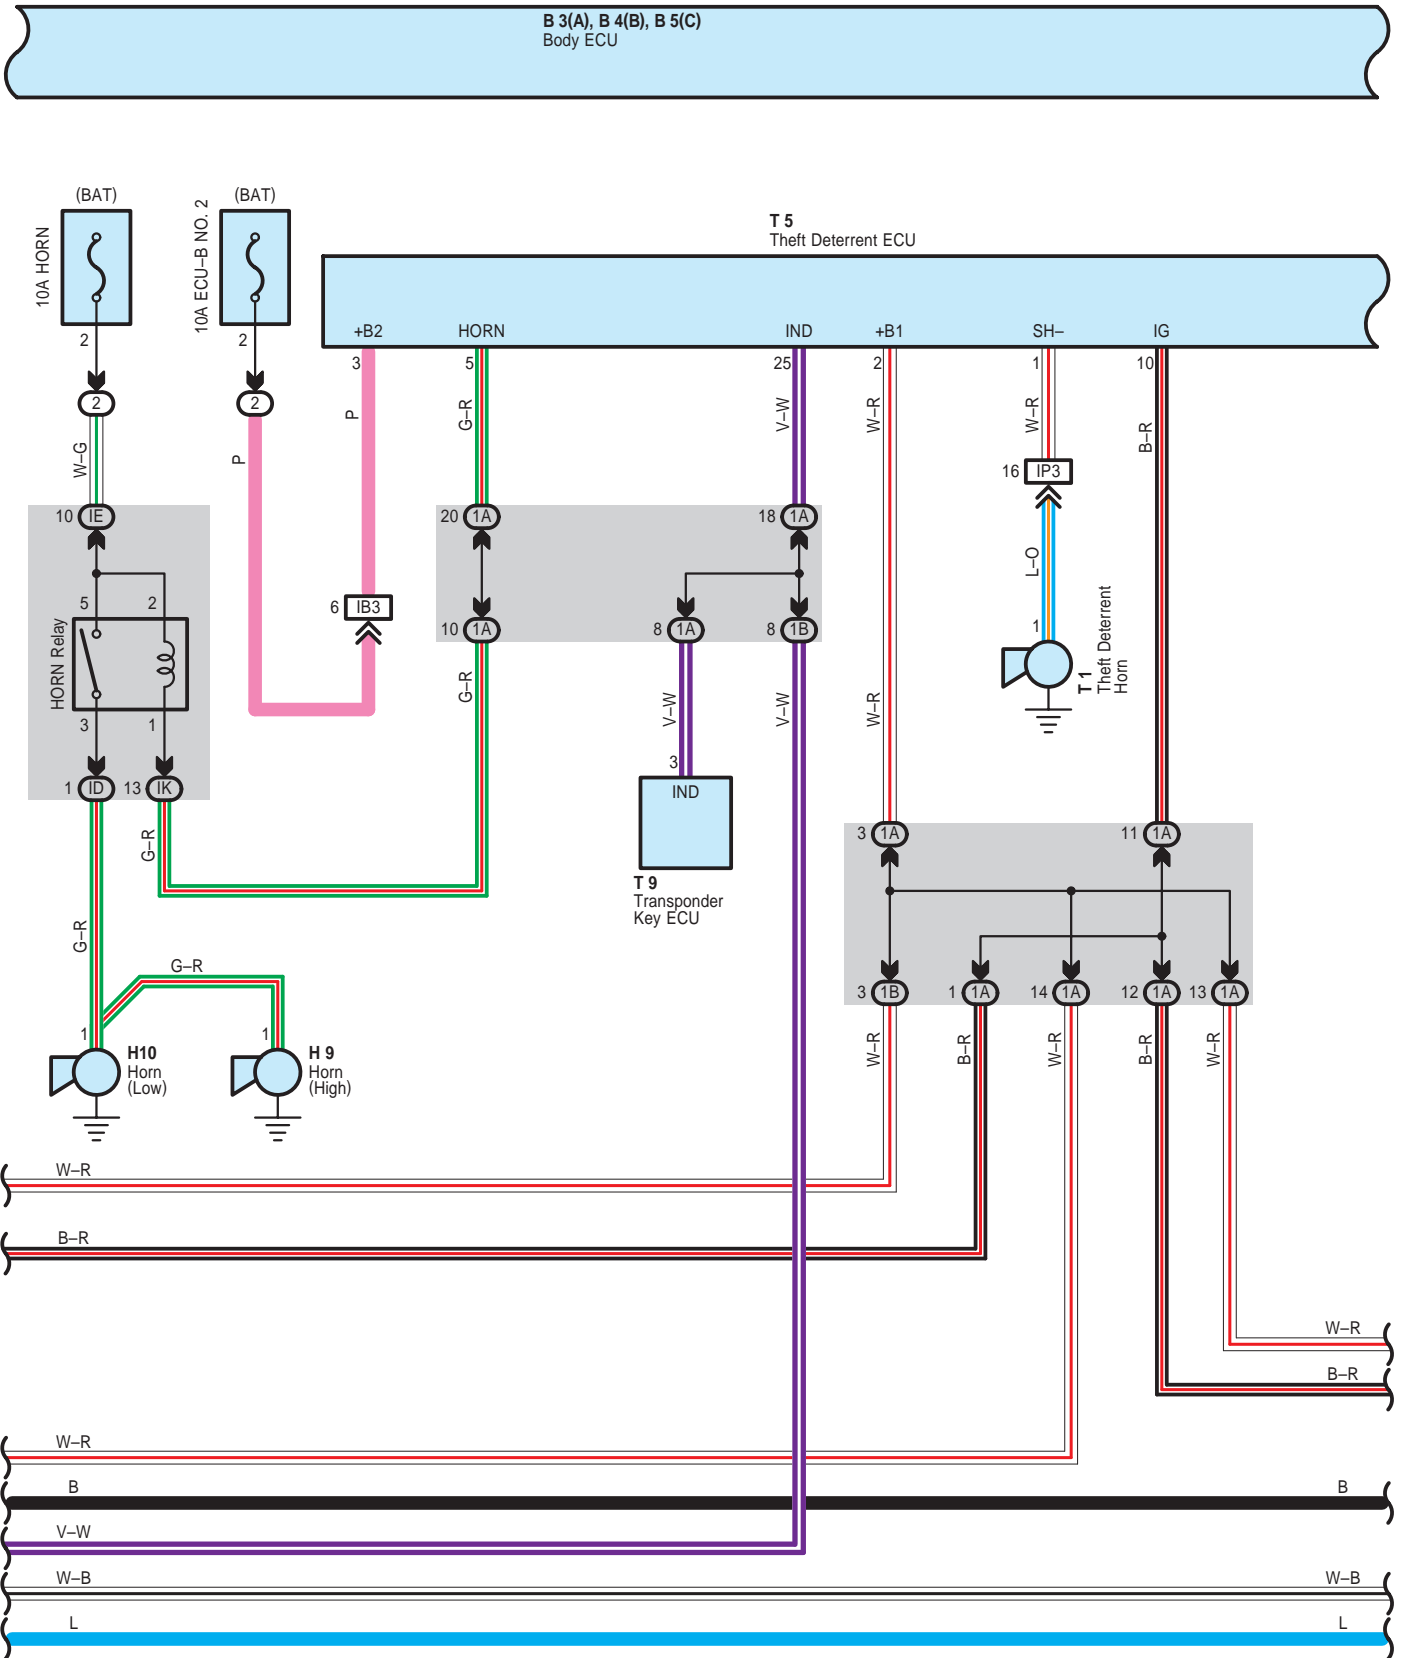 B 3(A), B 4(B), B 5(C)
Body ECU
(BAT)
(BAT)
10A HORN
10A ECU–B NO. 2
T 5
Theft Deterrent ECU
+B2
HORN
IND
+B1
SH–
IG
2
2
3
5
25
2
1
10
2
2
W–G
P
P
G–R
V–W
W–R
W–R
B–R
16 IP3
10 IE
20 1A
18 1A
L–O
5
2
HORN Relay
6 IB3
10 1A
8 1A
8 1B
1
T 1
Theft Deterrent
Horn
3
1
G–R
V–W
V–W
W–R
1 ID
13 IK
3
IND
G–R
3 1A
11 1A
T 9
Transponder
Key ECU
G–R
G–R
3 1B
1 1A
14 1A
12 1A
13 1A
1
1
H10
Horn
(Low)
H 9
Horn
(High)
W–R
B–R
W–R
B–R
W–R
W–R
B–R
W–R
B–R
W–R
B
B
V–W
W–B
W–B
L
L